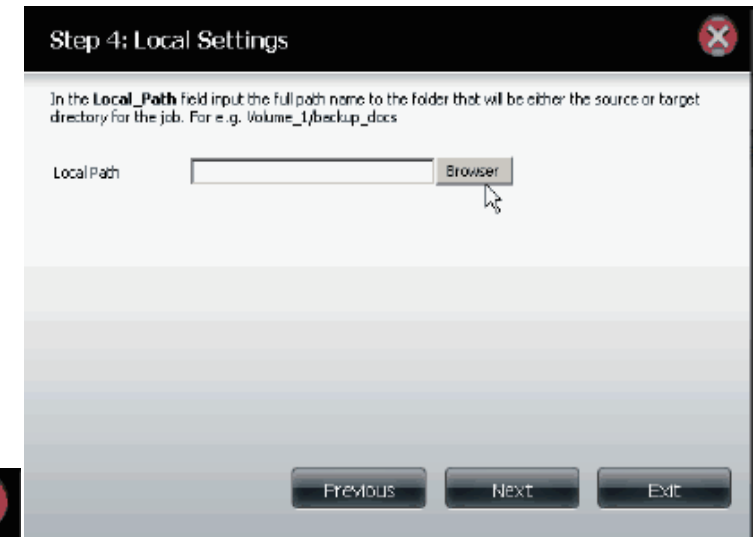 Step 4: Local Settings
In the Local_Path field input the full path name to the folder that will be either the source or target
directory for the job. For e.g. Volume_1/backup_docs
Local Path
Browser
Previous
Next
Exit